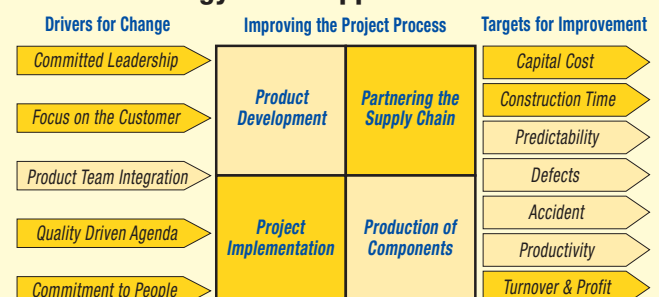 Drivers for Change
Improving the Project Process
Targets for Improvement
Committed Leadership
Focus on the Customer
Product Team Integration
Quality Driven Agenda
Commitment to People
Product
Development
Partnering the
Supply Chain
Project
Implementation
Production of
Components
Capital Cost
Construction Time
Predictability
Defects
Accident
Productivity
Turnover & Profit